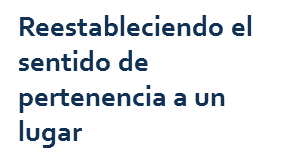 Reestableciendo el
sentido de
pertenencia a un
lugar